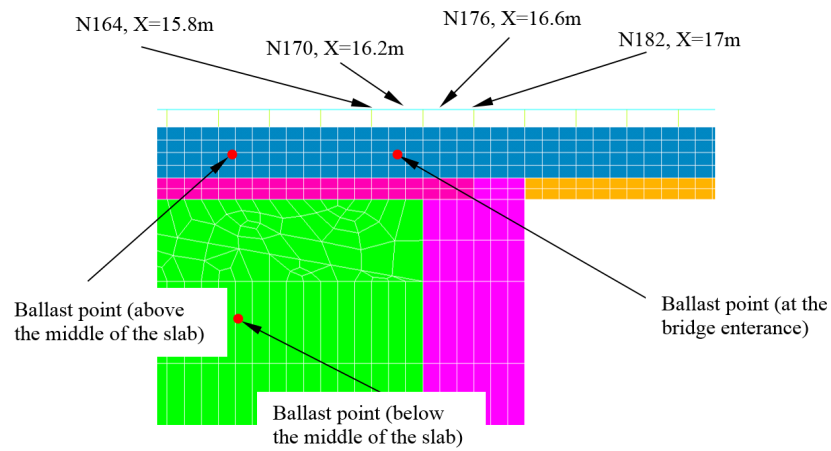 N164, X=15.8m
N170, X=16.2m
N176, X=16.6m
N182, X=17m
Ballast point (above
the middle of the slab)
Ballast point (at the
bridge enterance)
Ballast point (below
the middle of the slab)